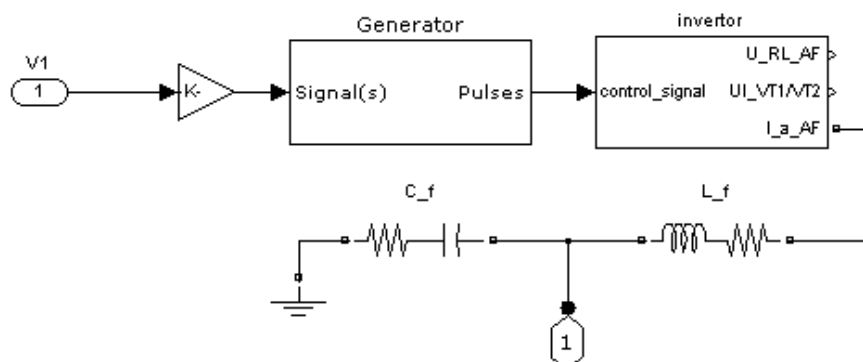 Generator
invertor
V1
1
K-
Signal(s)
Pulses
control_signal
U_RL_AF
UI_VT1/VT2
I_a_AF
C_f
L_f
1